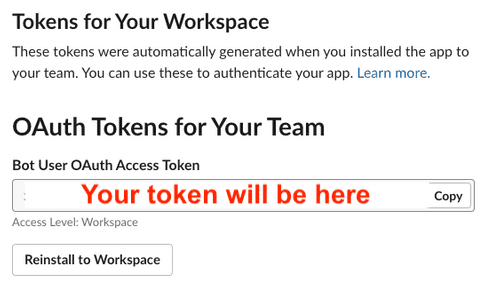 Tokens for Your Workspace
These tokens were automatically generated when you installed the app to
your team. You can use these to authenticate your app. Learn more.
OAuth Tokens for Your Team
Bot User OAuth Access Token
Your token will be here Copy
Access Level: Workspace
Reinstall to Workspace